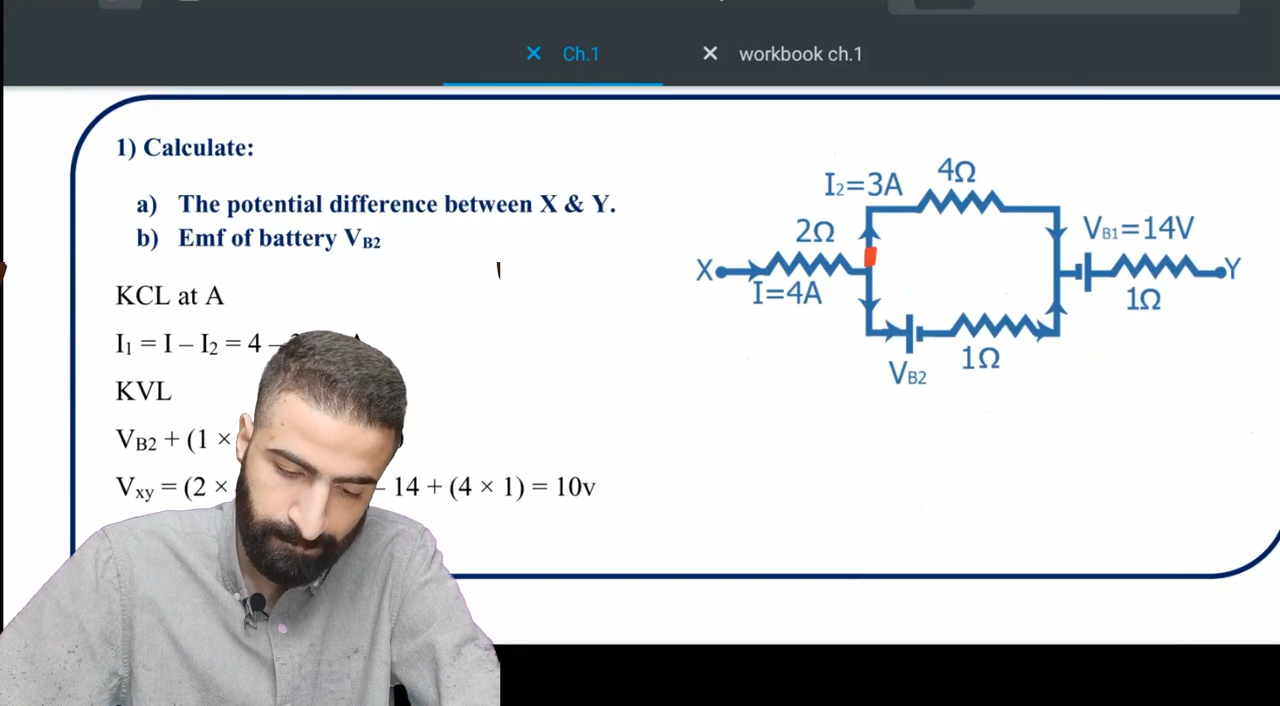 Ch.1
workbook ch.1
1) Calculate:
a) The potential difference between X & Y.
b) Emf of battery VB2
KCL at A
I1 = I – I2 = 4 –
KVL
VB2 + (1 ×
Vxy = (2 × – 14 + (4 × 1) = 10v
I2=3A
4Ω
2Ω
VB1=14V
X
Y
I=4A
1Ω
1Ω
VB2